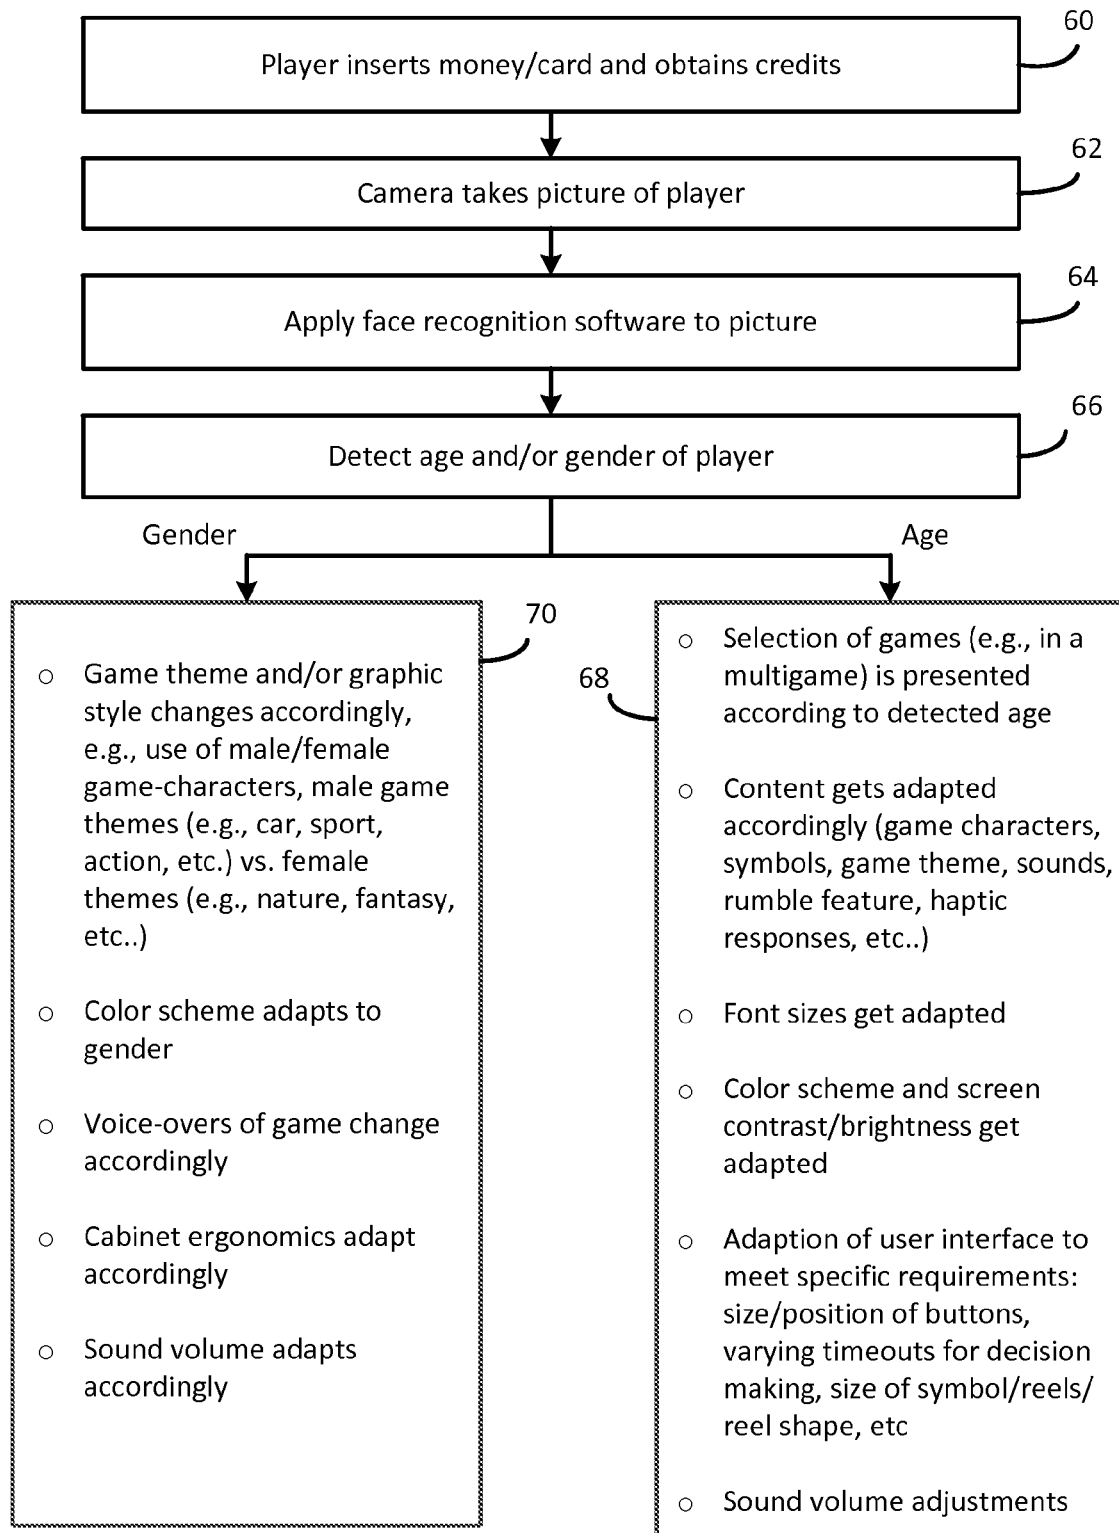 60
Player inserts money/card and obtains credits
62
Camera takes picture of player
64
Apply face recognition software to picture
66
Detect age and/or gender of player
Gender
Age
70
○ Game theme and/or graphic
style changes accordingly,
e.g., use of male/female
game-characters, male game
themes (e.g., car, sport,
action, etc.) vs. female
themes (e.g., nature, fantasy,
etc..)
○ Color scheme adapts to
gender
○ Voice-overs of game change
accordingly
○ Cabinet ergonomics adapt
accordingly
○ Sound volume adapts
accordingly
68
○ Selection of games (e.g., in a
multigame) is presented
according to detected age
○ Content gets adapted
accordingly (game characters,
symbols, game theme, sounds,
rumble feature, haptic
responses, etc..)
○ Font sizes get adapted
○ Color scheme and screen
contrast/brightness get
adapted
○ Adaption of user interface to
meet specific requirements:
size/position of buttons,
varying timeouts for decision
making, size of symbol/reels/
reel shape, etc
○ Sound volume adjustments